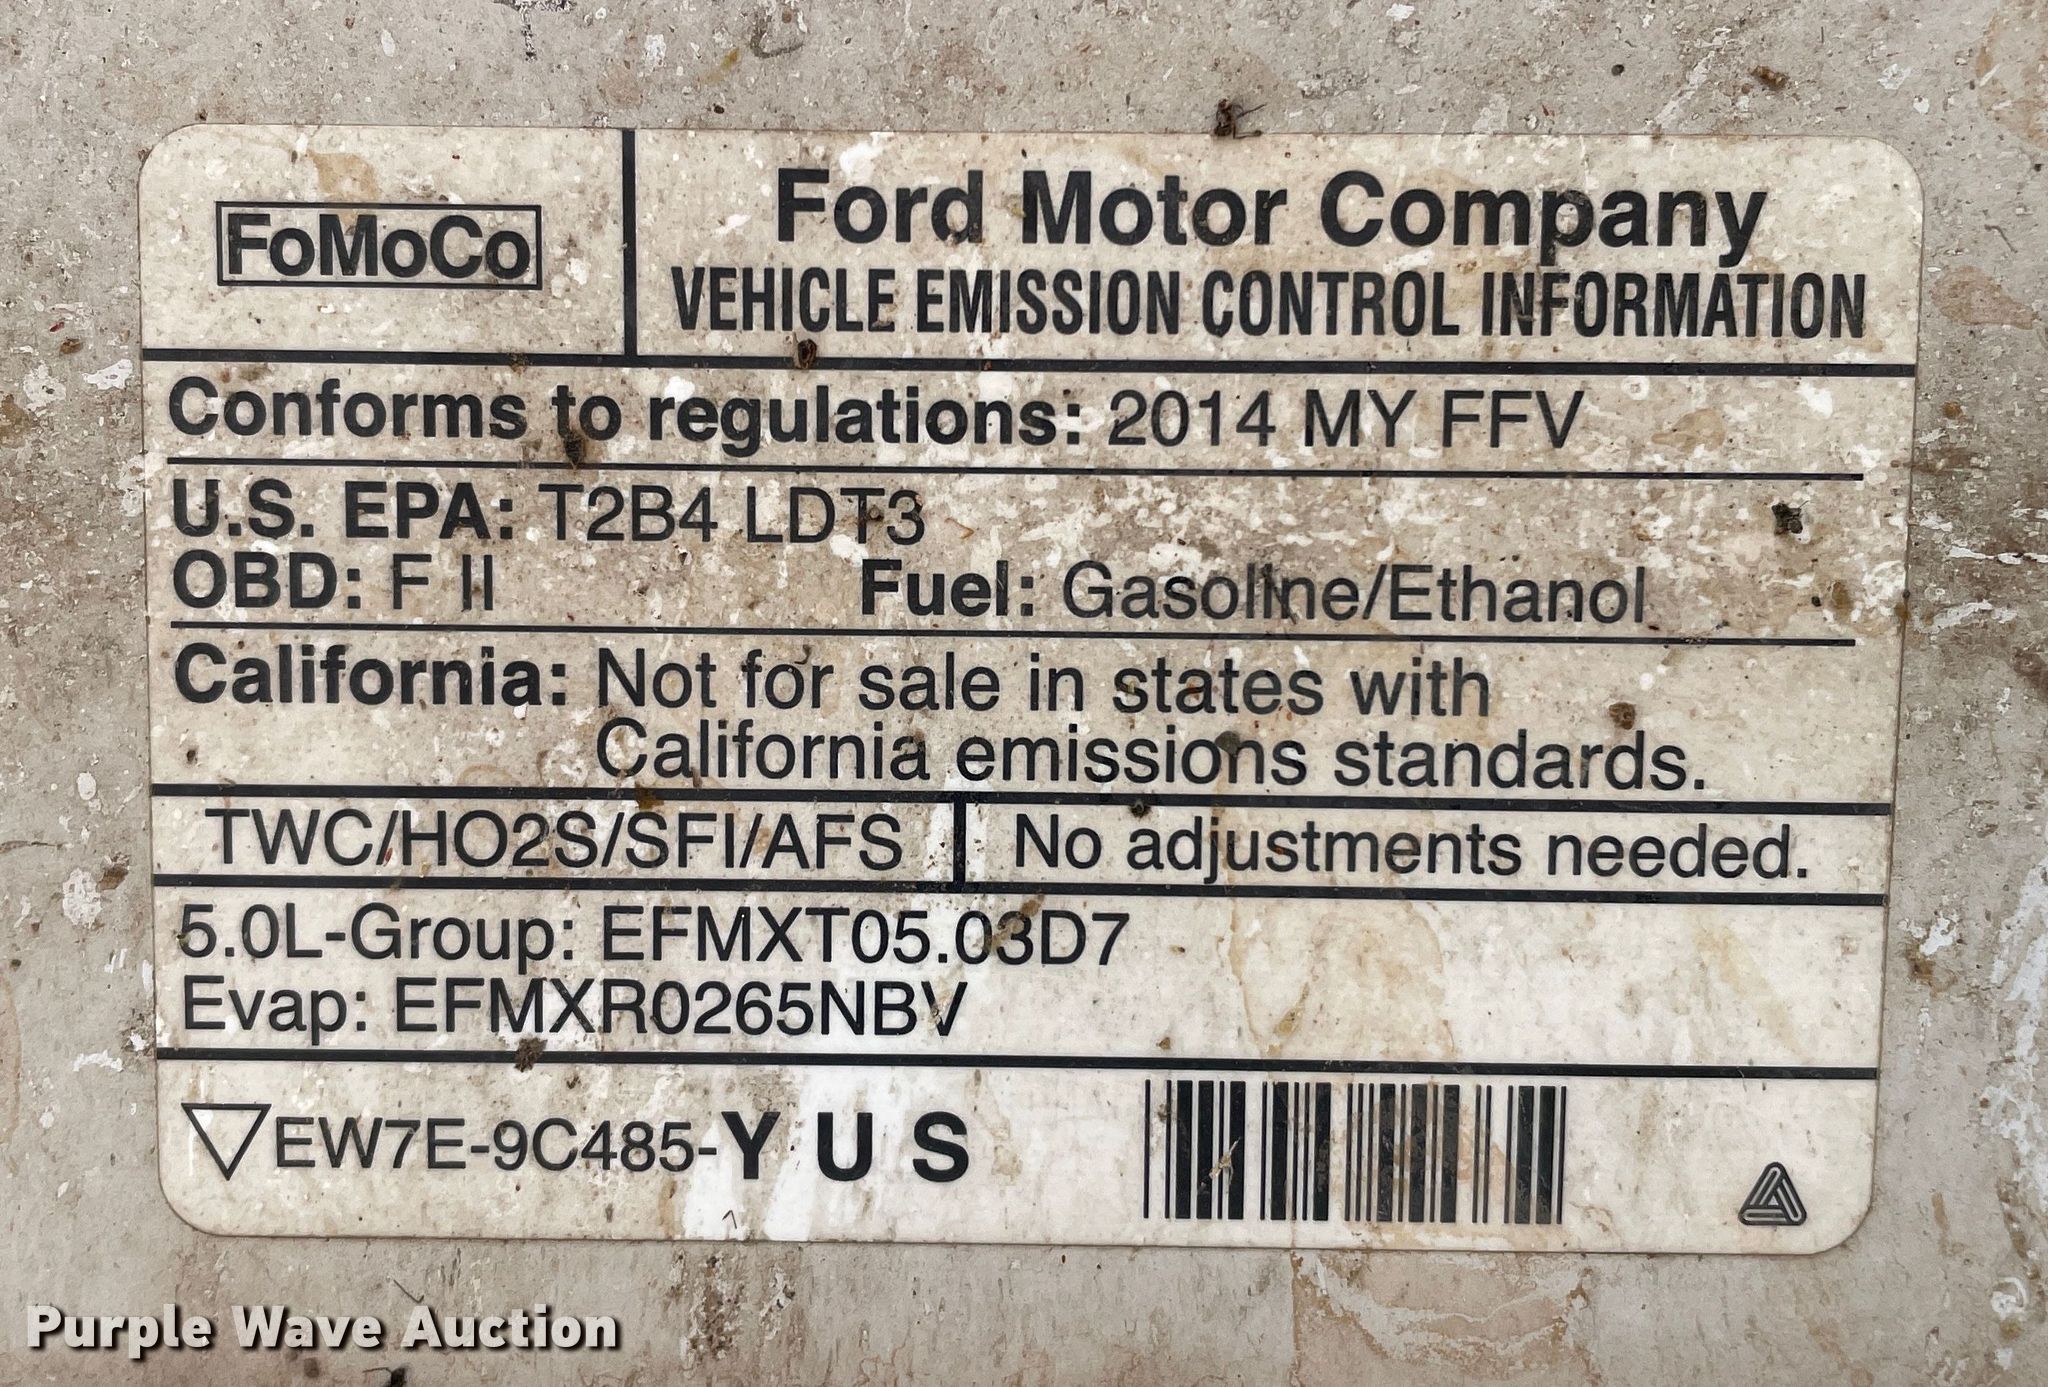 FoMoCo
Ford Motor Company
VEHICLE EMISSION CONTROL INFORMATION
Conforms to regulations: 2014 MY FFV
U.S. EPA: T2B4 LDT3
OBD: F II Fuel: Gasoline/Ethanol
California: Not for sale in states with
California emissions standards.
TWC/HO2S/SFI/AFS No adjustments needed.
5.0L-Group: EFMXT05.03D7
Evap: EFMXR0265NBV
EW7E-9C485-Y U S
Purple Wave Auction